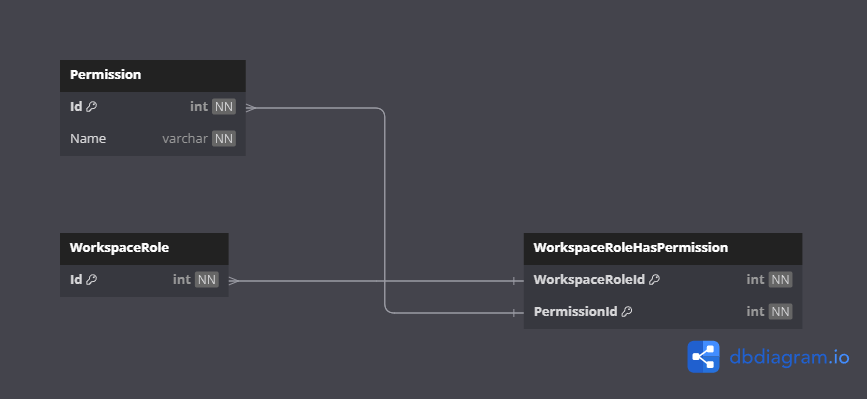 Permission
Id int NN
Name varchar NN
WorkspaceRole
Id int NN
WorkspaceRoleHasPermission
WorkspaceRoleId int NN
PermissionId int NN
dbdiagram.io